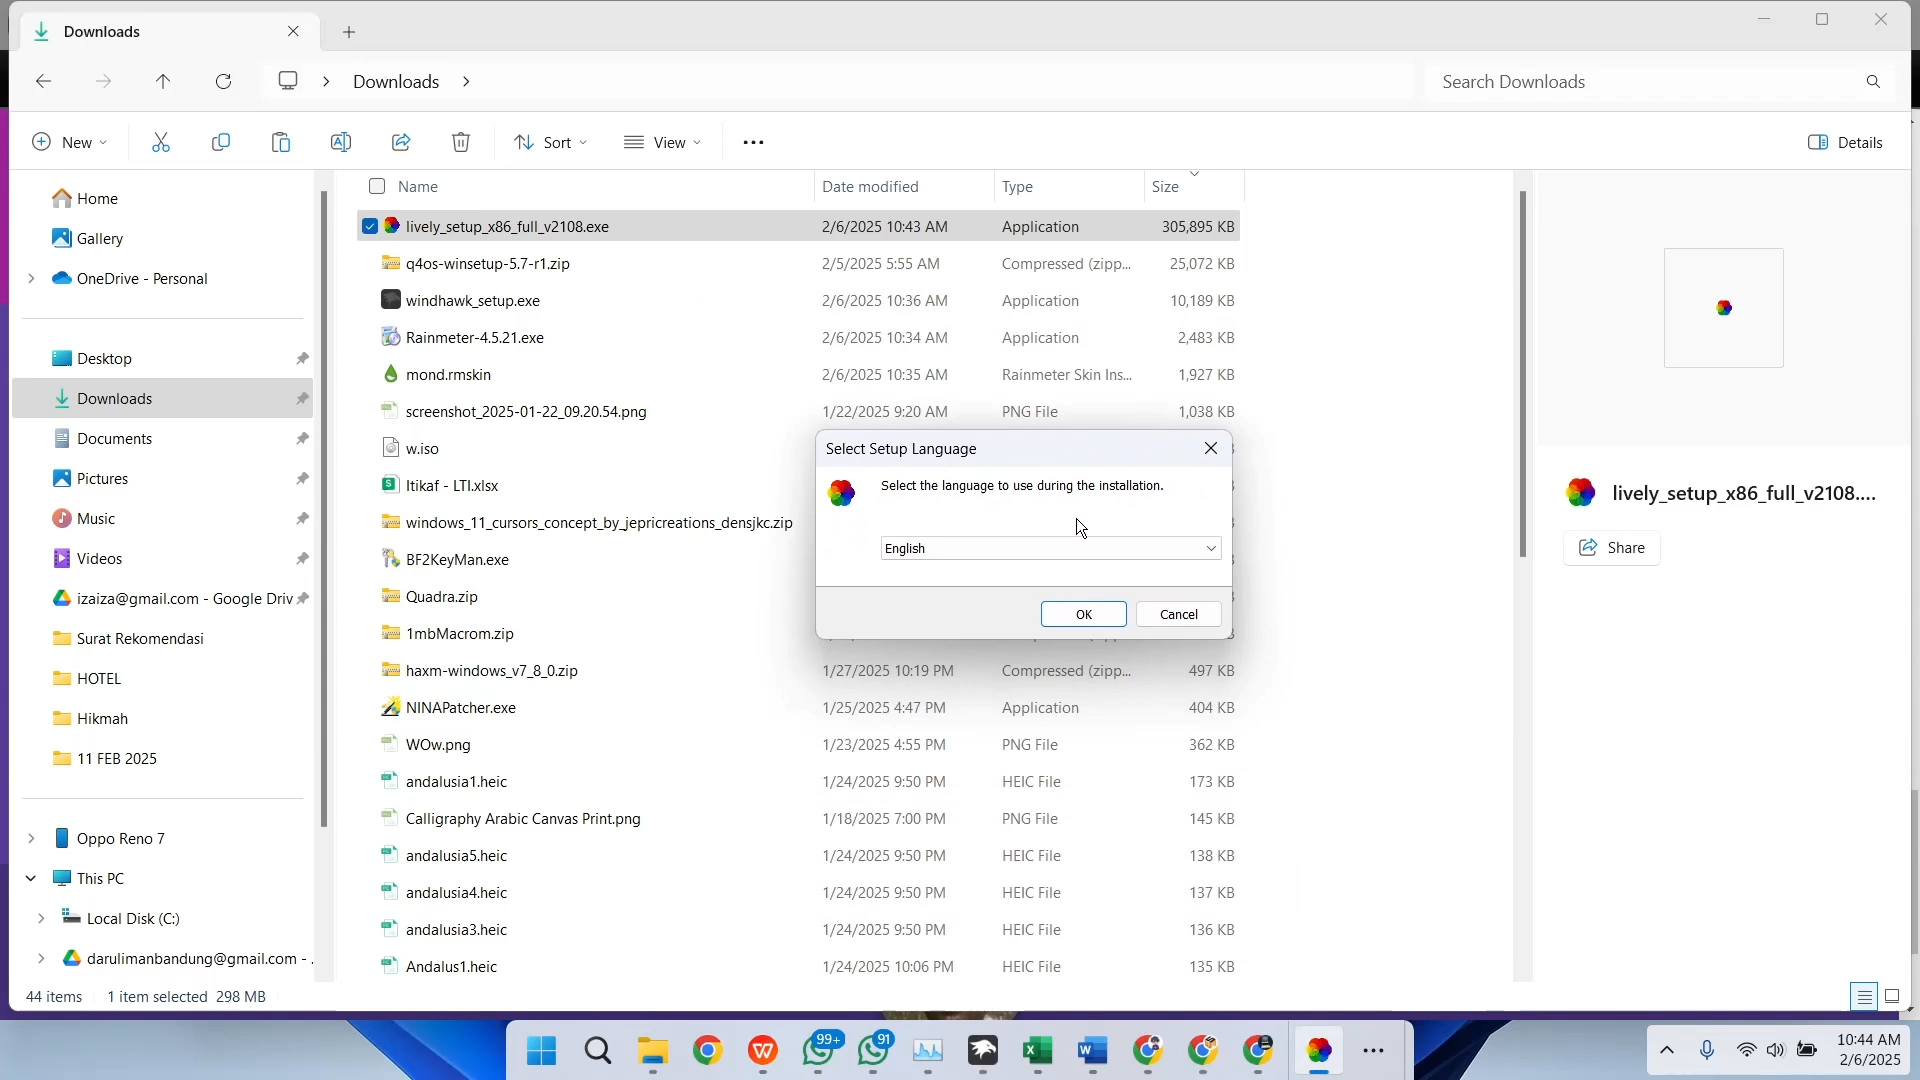 Downloads
Downloads
Search Downloads
New
Sort
View
Details
Name
Date modified
Type
Size
Home
Gallery
OneDrive - Personal
Desktop
Downloads
Documents
Pictures
Music
Videos
izaiza@gmail.com - Google Driv
Surat Rekomendasi
HOTEL
Hikmah
11 FEB 2025
Oppo Reno 7
This PC
Local Disk (C:)
darulimanbandung@gmail.com - .
lively_setup_x86_full_v2108.exe 2/6/2025 10:43 AM Application 305,895 KB
q4os-winsetup-5.7-r1.zip 2/5/2025 5:55 AM Compressed (zipp... 25,072 KB
windhawk_setup.exe 2/6/2025 10:36 AM Application 10,189 KB
Rainmeter-4.5.21.exe 2/6/2025 10:34 AM Application 2,483 KB
mond.rmskin 2/6/2025 10:35 AM Rainmeter Skin Ins... 1,927 KB
screenshot_2025-01-22_09.20.54.png 1/22/2025 9:20 AM PNG File 1,038 KB
w.iso
Itikaf - LTI.xlsx
windows_11_cursors_concept_by_jepricreations_densjkc.zip
BF2KeyMan.exe
Quadra.zip
1mbMacrom.zip
haxm-windows_v7_8_0.zip 1/27/2025 10:19 PM Compressed (zipp... 497 KB
NINAPatcher.exe 1/25/2025 4:47 PM Application 404 KB
WOw.png 1/23/2025 4:55 PM PNG File 362 KB
andalusia1.heic 1/24/2025 9:50 PM HEIC File 173 KB
Calligraphy Arabic Canvas Print.png 1/18/2025 7:00 PM PNG File 145 KB
andalusia5.heic 1/24/2025 9:50 PM HEIC File 138 KB
andalusia4.heic 1/24/2025 9:50 PM HEIC File 137 KB
andalusia3.heic 1/24/2025 9:50 PM HEIC File 136 KB
Andalus1.heic 1/24/2025 10:06 PM HEIC File 135 KB
Select Setup Language
Select the language to use during the installation.
English
OK
Cancel
lively_setup_x86_full_v2108....
Share
44 items 1 item selected 298 MB
99+
91
10:44 AM
2/6/2025